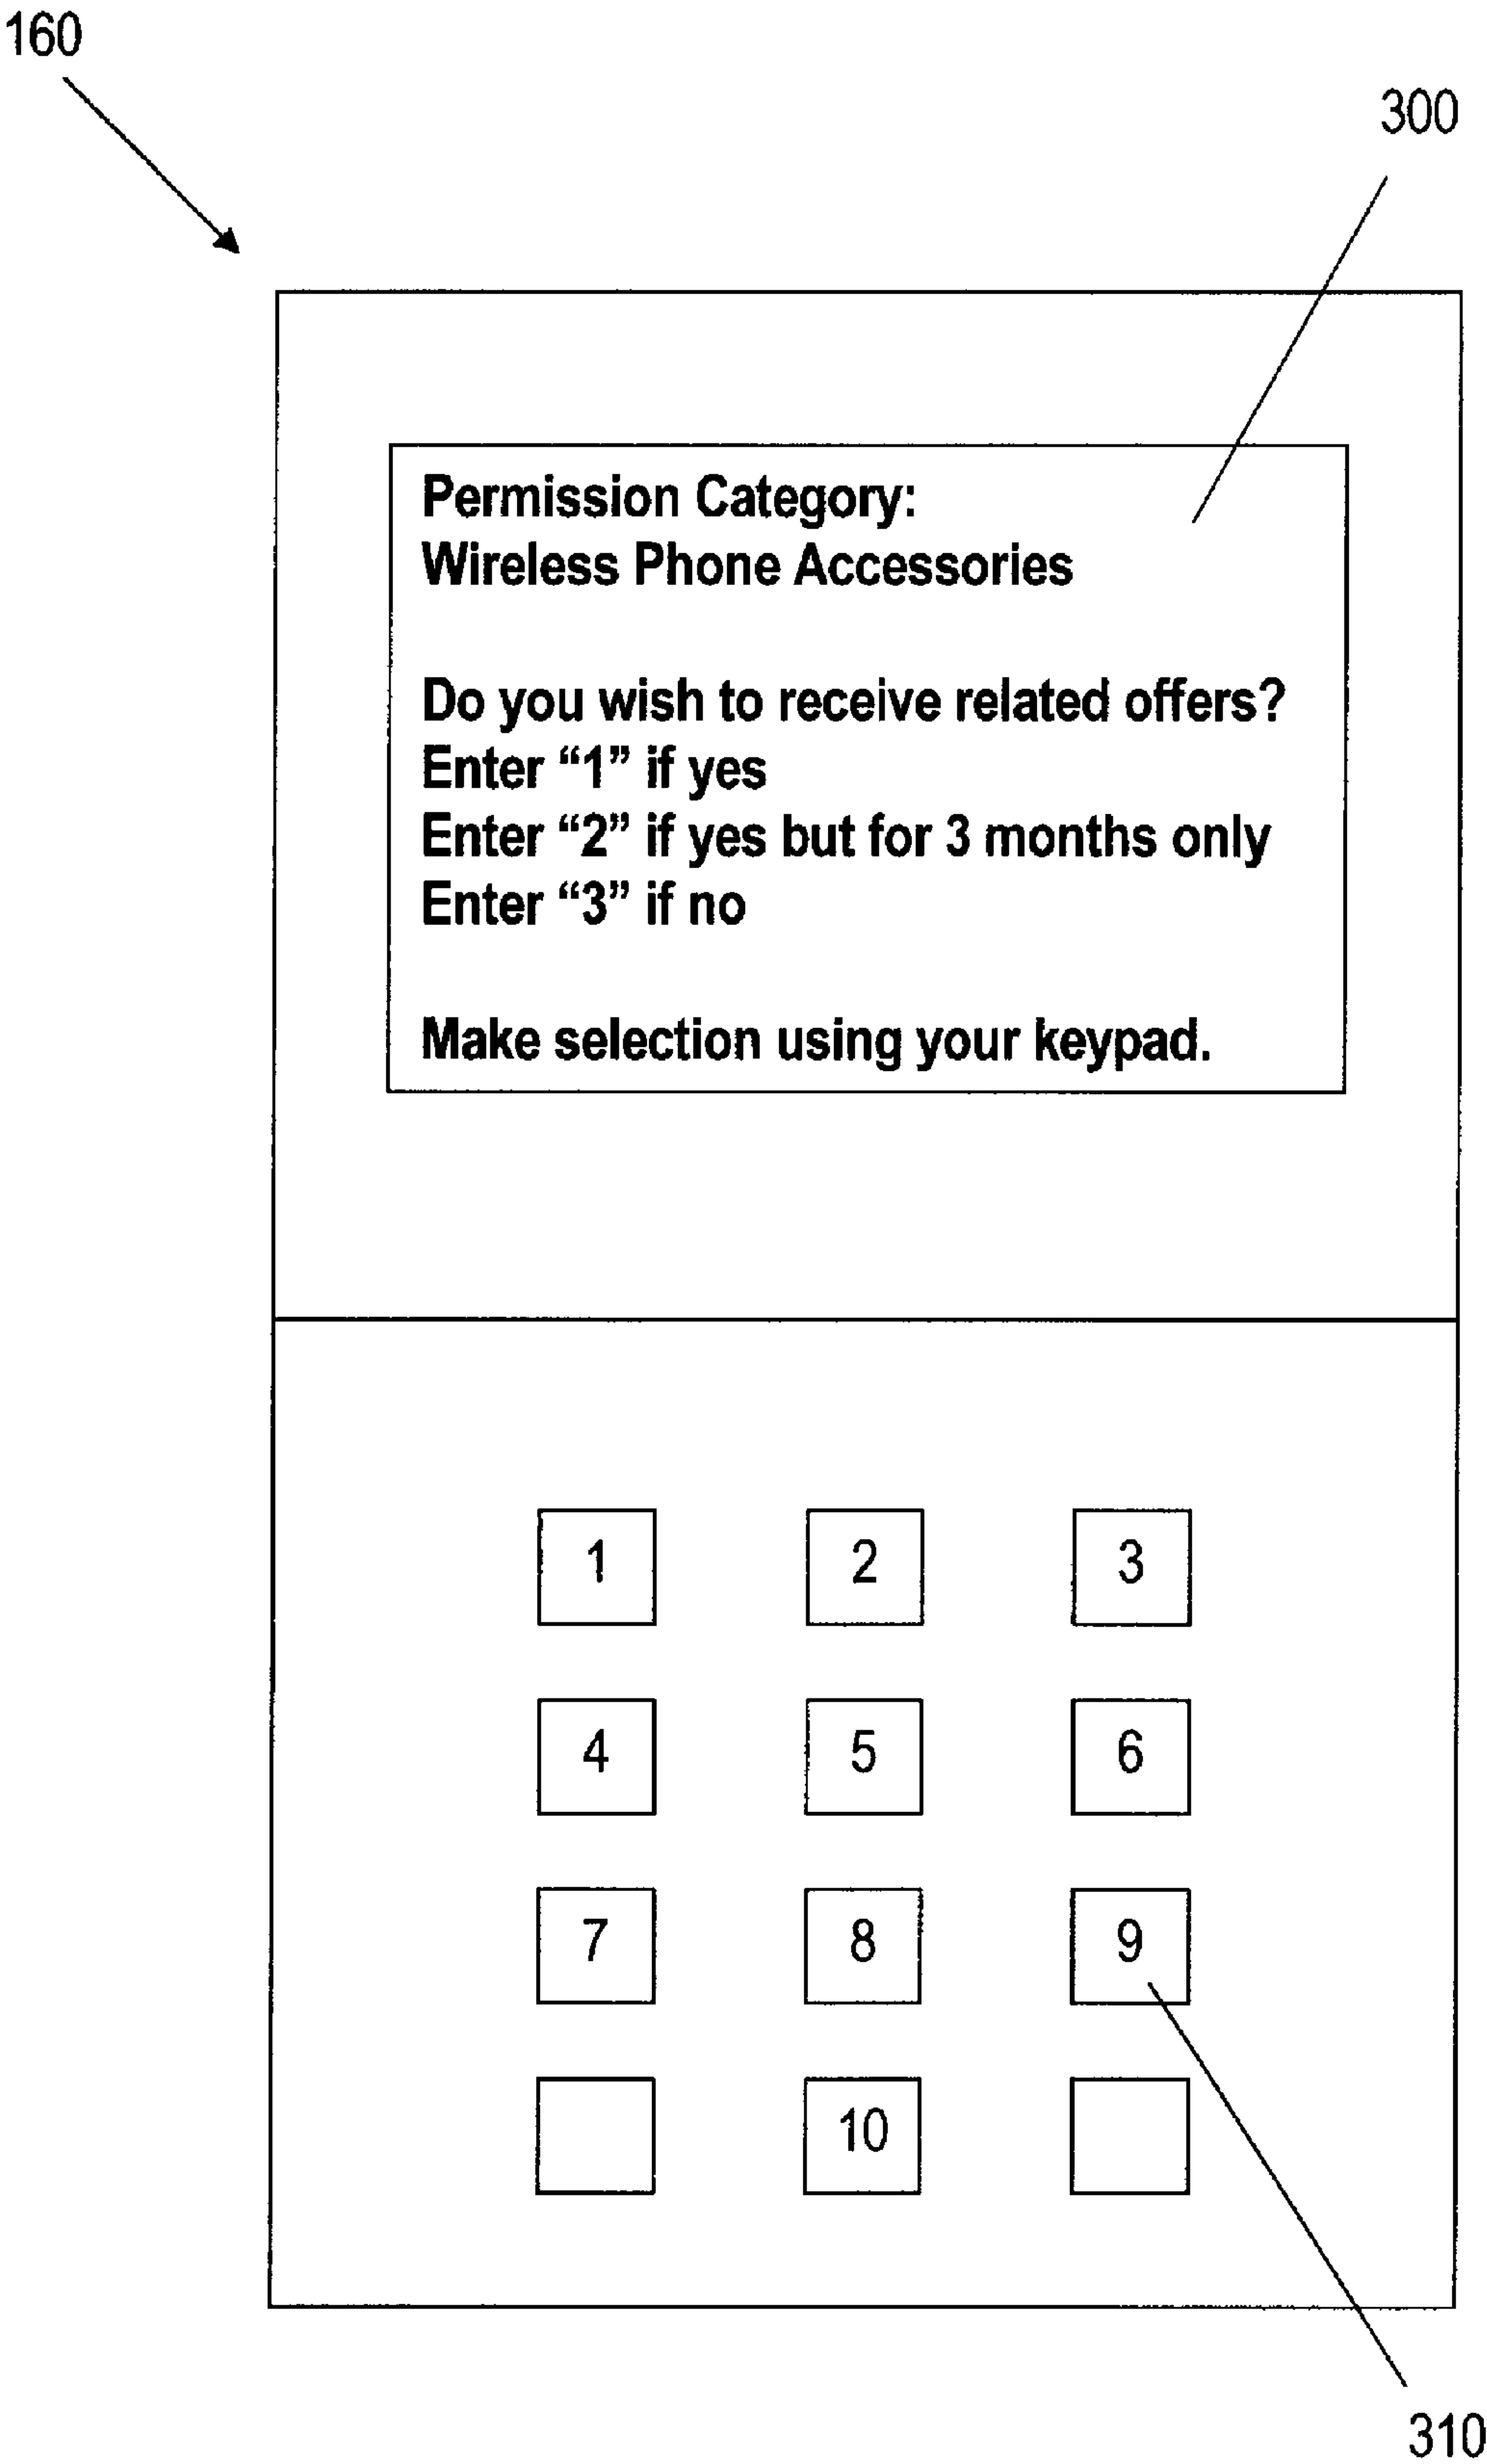 160
300
Permission Category:
Wireless Phone Accessories
Do you wish to receive related offers?
Enter “1” if yes
Enter “2” if yes but for 3 months only
Enter “3” if no
Make selection using your keypad.
1 2 3
4 5 6
7 8 9
10
310